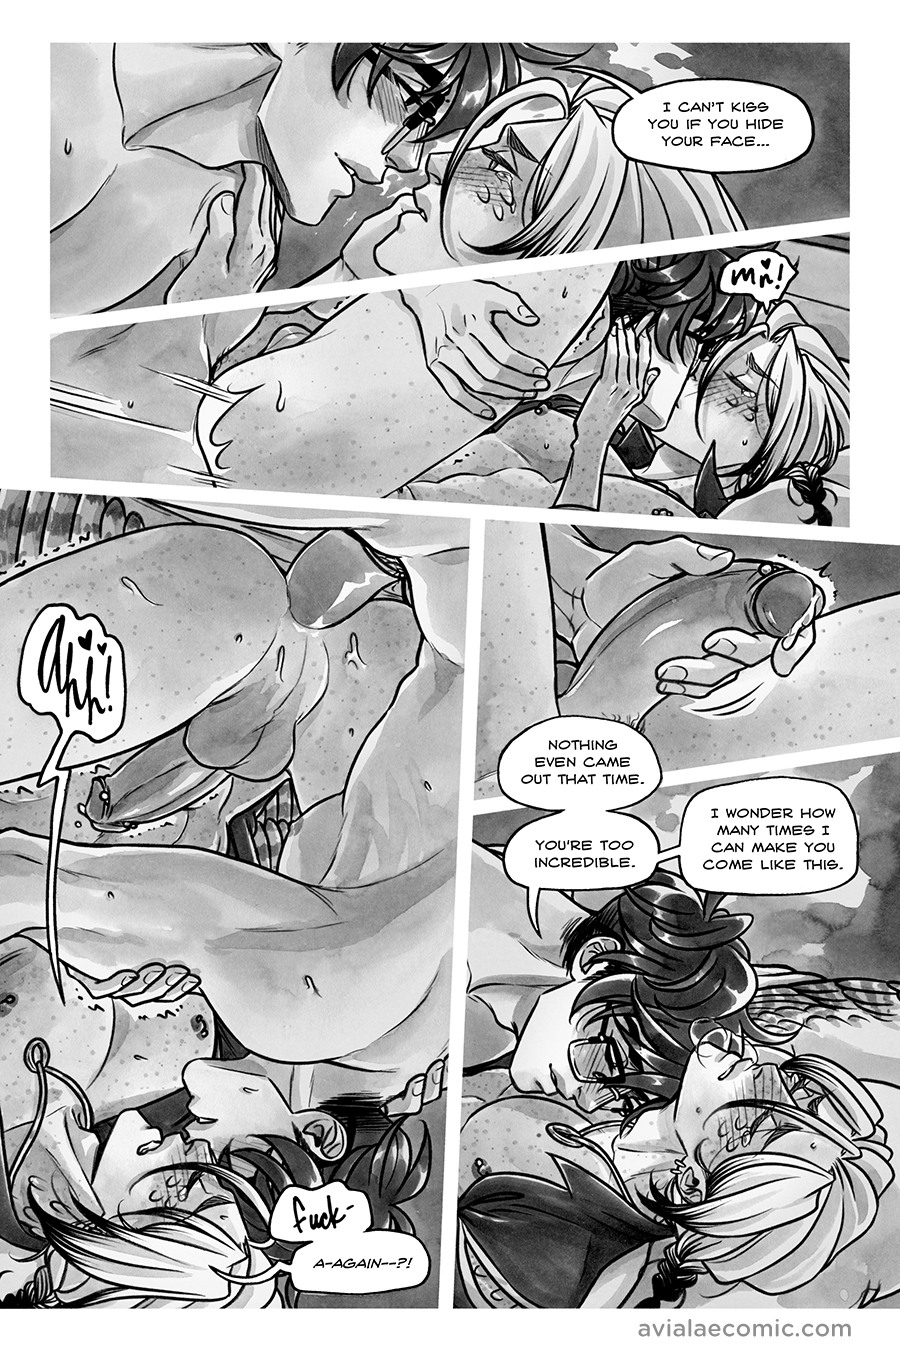 I CAN'T KISS
YOU IF YOU HIDE
YOUR FACE...
Mn!
Ahh!
NOTHING
EVEN CAME
OUT THAT TIME.
YOU'RE TOO
INCREDIBLE.
I WONDER HOW
MANY TIMES I
CAN MAKE YOU
COME LIKE THIS.
Fuck-
A-AGAIN--?!
avialaecomic.com